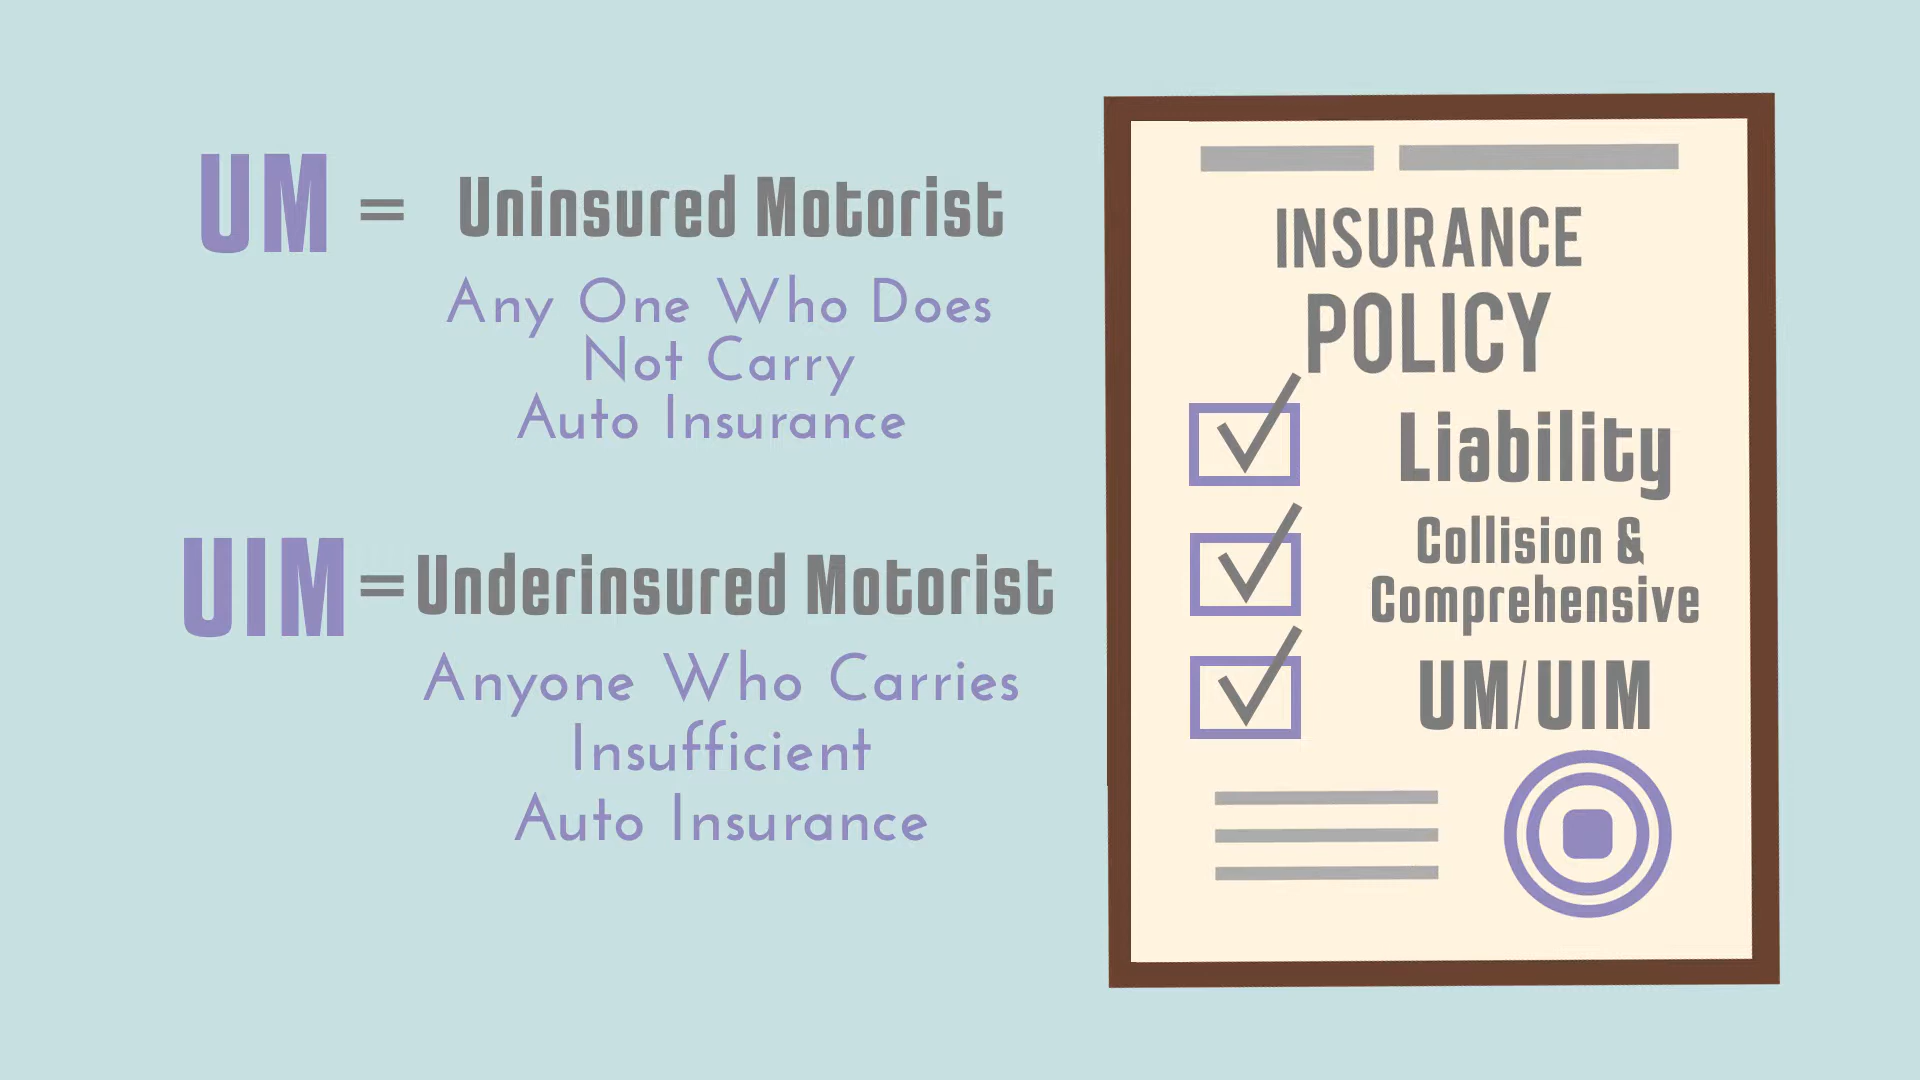 UM = Uninsured Motorist
Any One Who Does
Not Carry
Auto Insurance
UIM = Underinsured Motorist
Anyone Who Carries
Insufficient
Auto Insurance
INSURANCE
POLICY
Liability
Collision &
Comprehensive
UM/UIM